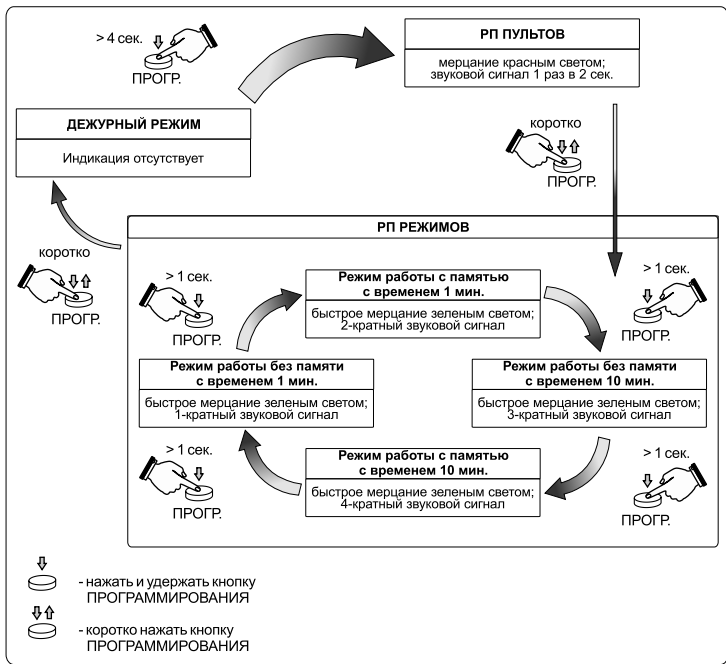 РП ПУЛЬТОВ
мерцание красным светом;
звуковой сигнал 1 раз в 2 сек.
> 4 сек.
ПРОГР.
ДЕЖУРНЫЙ РЕЖИМ
Индикация отсутствует
коротко
ПРОГР.
коротко
ПРОГР.
РП РЕЖИМОВ
> 1 сек.
ПРОГР.
Режим работы с памятью
с временем 1 мин.
быстрое мерцание зеленым светом;
2-кратный звуковой сигнал
> 1 сек.
ПРОГР.
Режим работы без памяти
с временем 1 мин.
быстрое мерцание зеленым светом;
1-кратный звуковой сигнал
Режим работы без памяти
с временем 10 мин.
быстрое мерцание зеленым светом;
3-кратный звуковой сигнал
> 1 сек.
ПРОГР.
Режим работы с памятью
с временем 10 мин.
быстрое мерцание зеленым светом;
4-кратный звуковой сигнал
> 1 сек.
ПРОГР.
- нажать и удержать кнопку
ПРОГРАММИРОВАНИЯ
- коротко нажать кнопку
ПРОГРАММИРОВАНИЯ